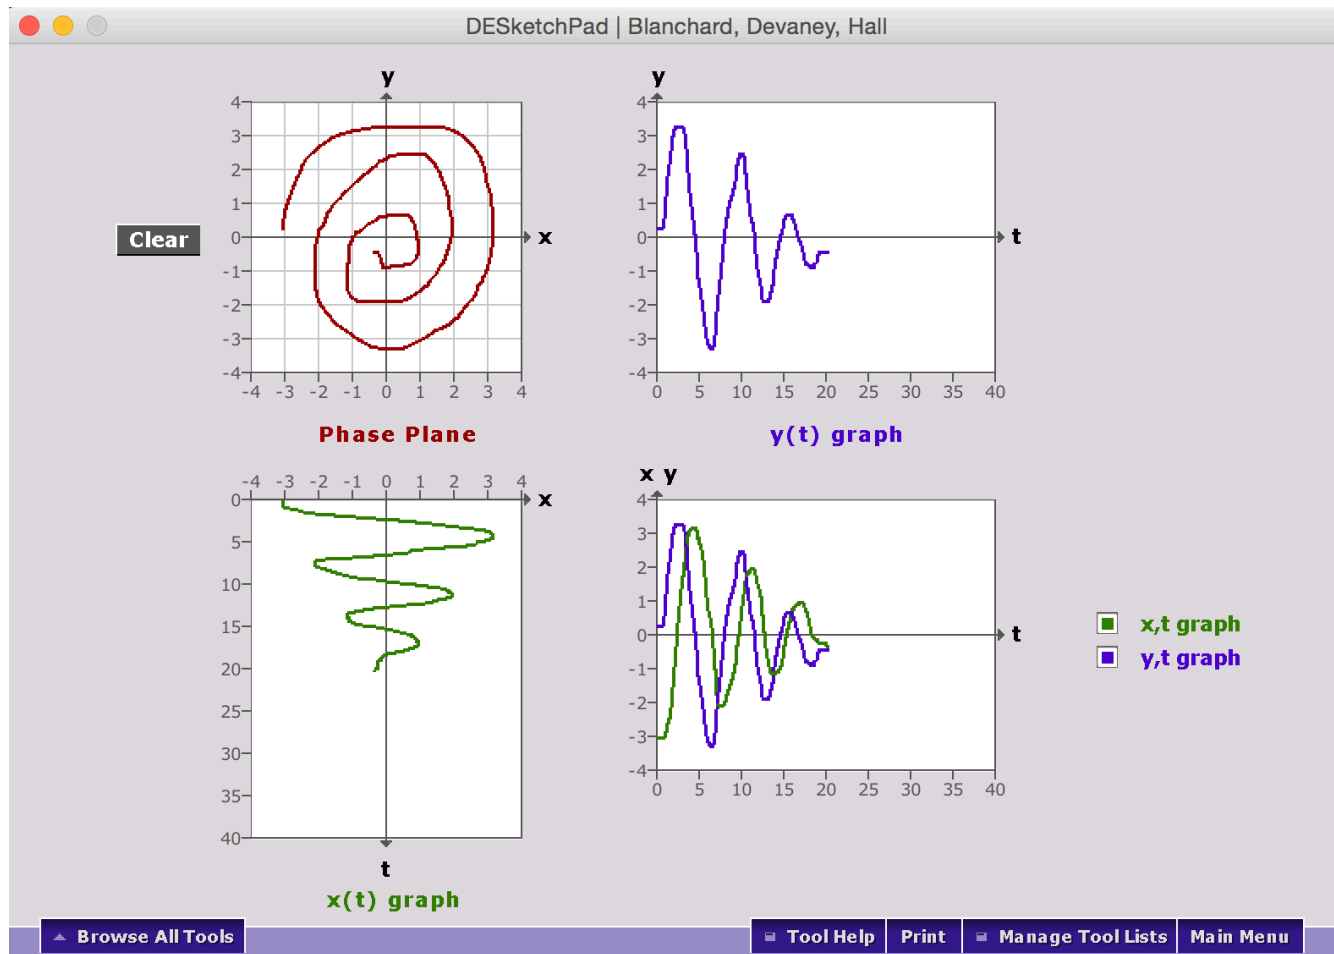 DESketchPad | Blanchard, Devaney, Hall
y
4
3
2
1
0
-1
-2
-3
-4
-4 -3 -2 -1 0 1 2 3 4
x
Phase Plane
Clear
y
4
3
2
1
0
-1
-2
-3
-4
0 5 10 15 20 25 30 35 40
t
y(t) graph
-4 -3 -2 -1 0 1 2 3 4
x
0
5
10
15
20
25
30
35
40
t
x(t) graph
x y
4
3
2
1
0
-1
-2
-3
-4
0 5 10 15 20 25 30 35 40
t
x,t graph
y,t graph
Browse All Tools
Tool Help
Print
Manage Tool Lists
Main Menu